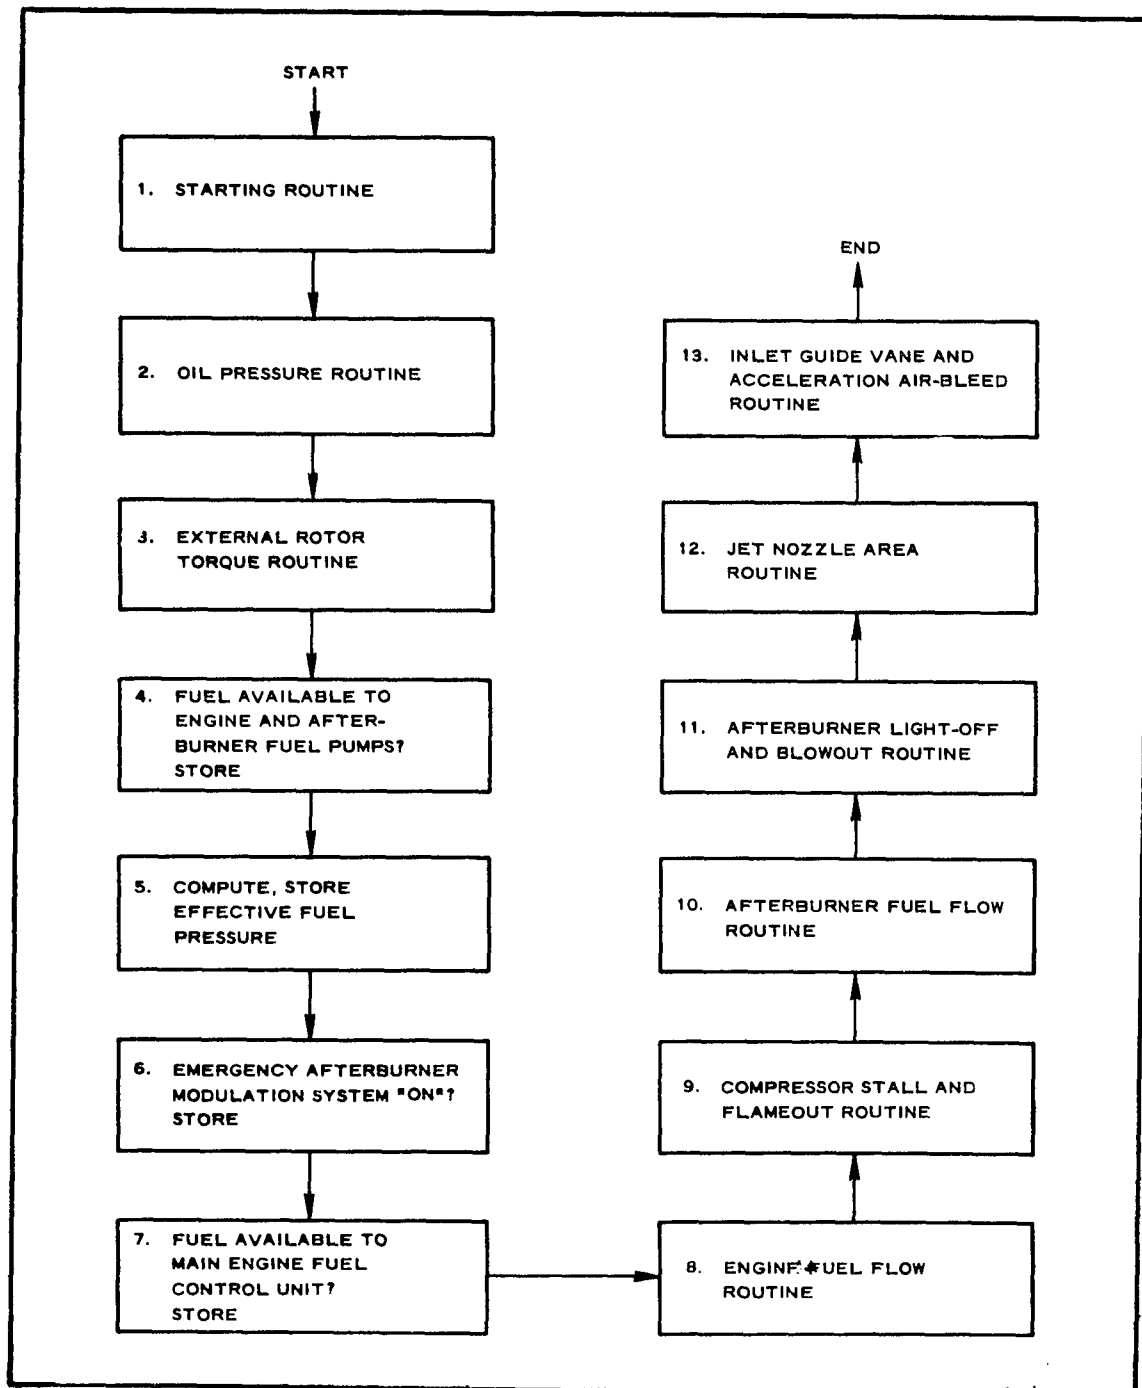 START
1. STARTING ROUTINE
2. OIL PRESSURE ROUTINE
3. EXTERNAL ROTOR
TORQUE ROUTINE
4. FUEL AVAILABLE TO
ENGINE AND AFTER-
BURNER FUEL PUMPS?
STORE
5. COMPUTE, STORE
EFFECTIVE FUEL
PRESSURE
6. EMERGENCY AFTERBURNER
MODULATION SYSTEM "ON"?
STORE
7. FUEL AVAILABLE TO
MAIN ENGINE FUEL
CONTROL UNIT?
STORE
8. ENGINE FUEL FLOW
ROUTINE
9. COMPRESSOR STALL AND
FLAMEOUT ROUTINE
10. AFTERBURNER FUEL FLOW
ROUTINE
11. AFTERBURNER LIGHT-OFF
AND BLOWOUT ROUTINE
12. JET NOZZLE AREA
ROUTINE
13. INLET GUIDE VANE AND
ACCELERATION AIR-BLEED
ROUTINE
END